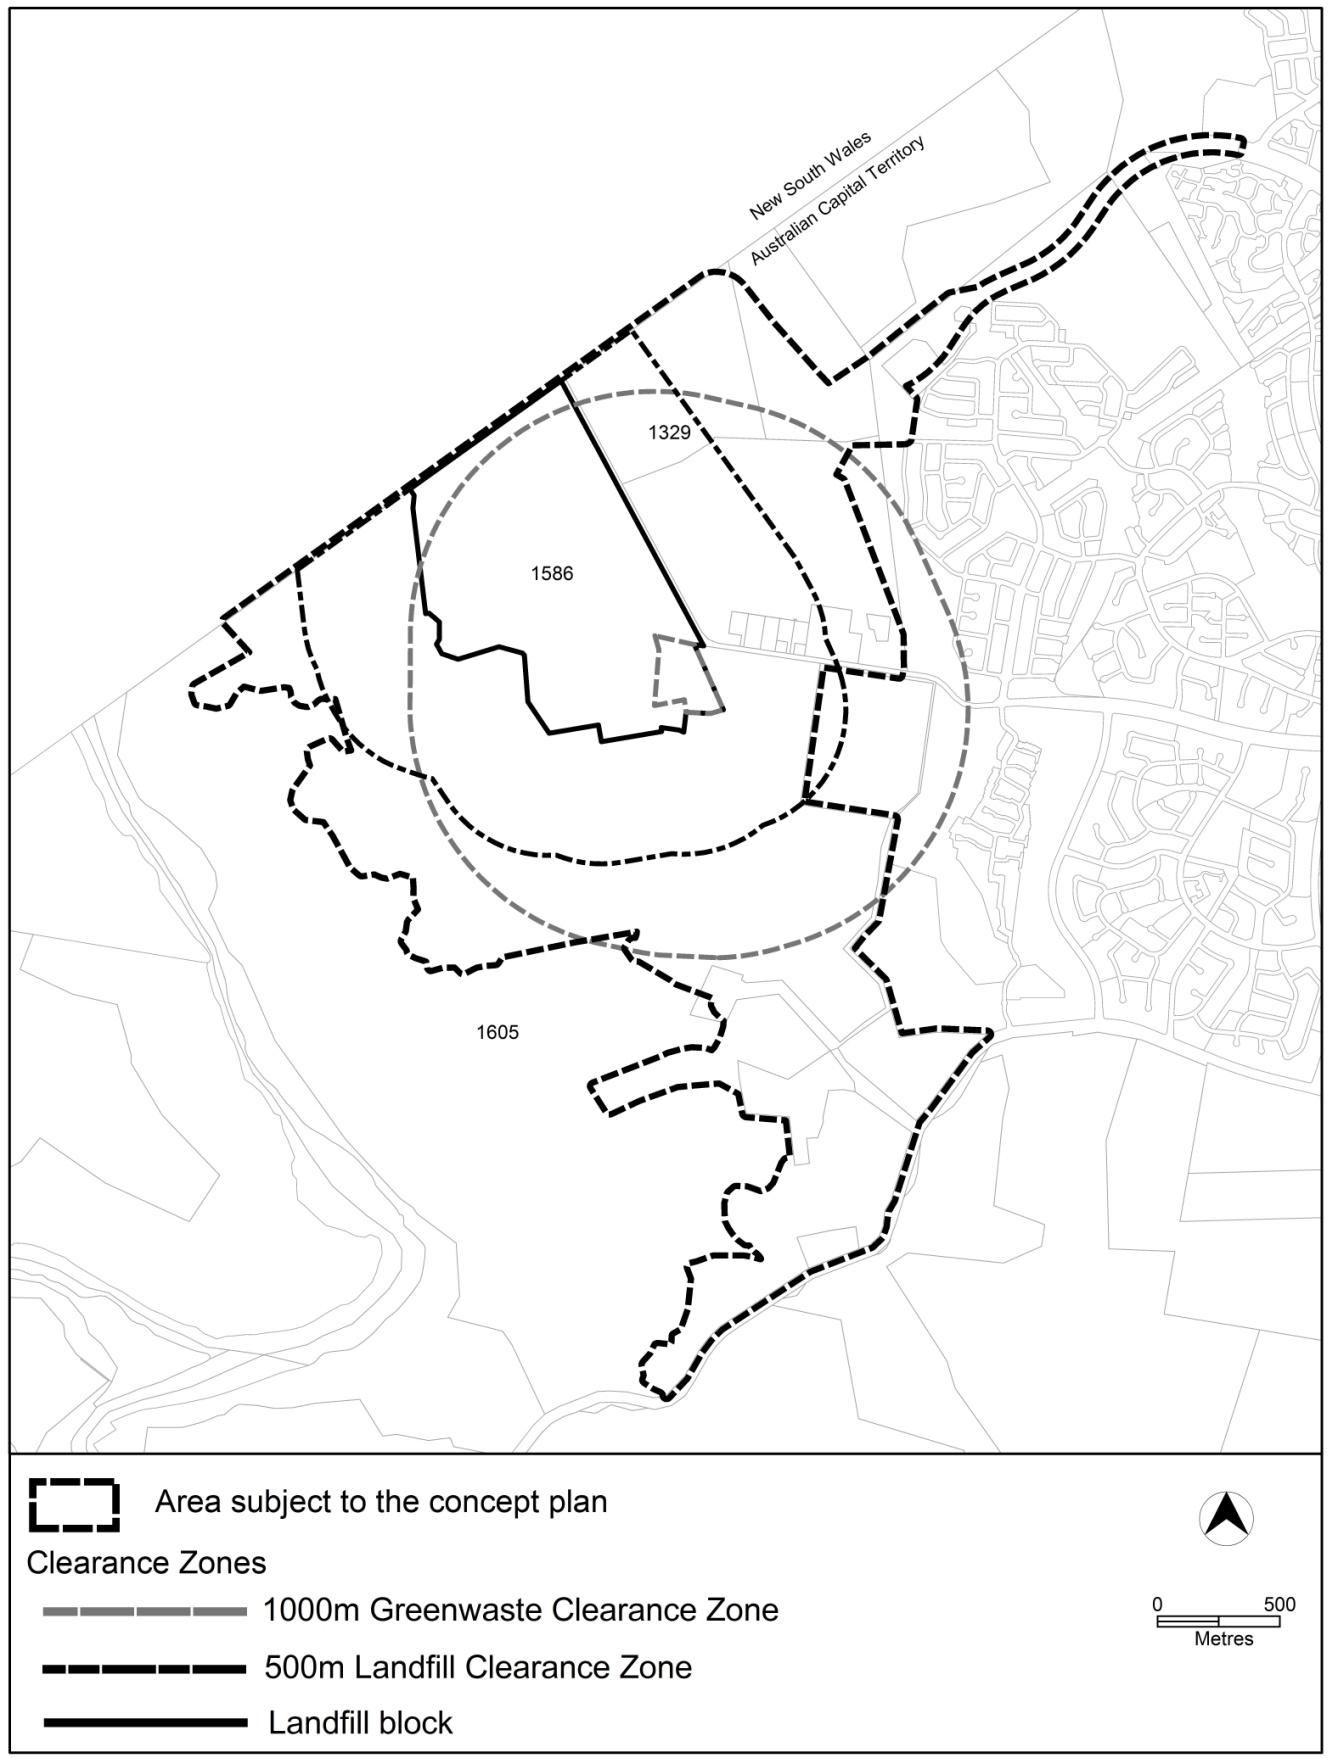 New South Wales
Australian Capital Territory
1329
1586
1605
Area subject to the concept plan
Clearance Zones
1000m Greenwaste Clearance Zone
500m Landfill Clearance Zone
Landfill block
0 500
Metres